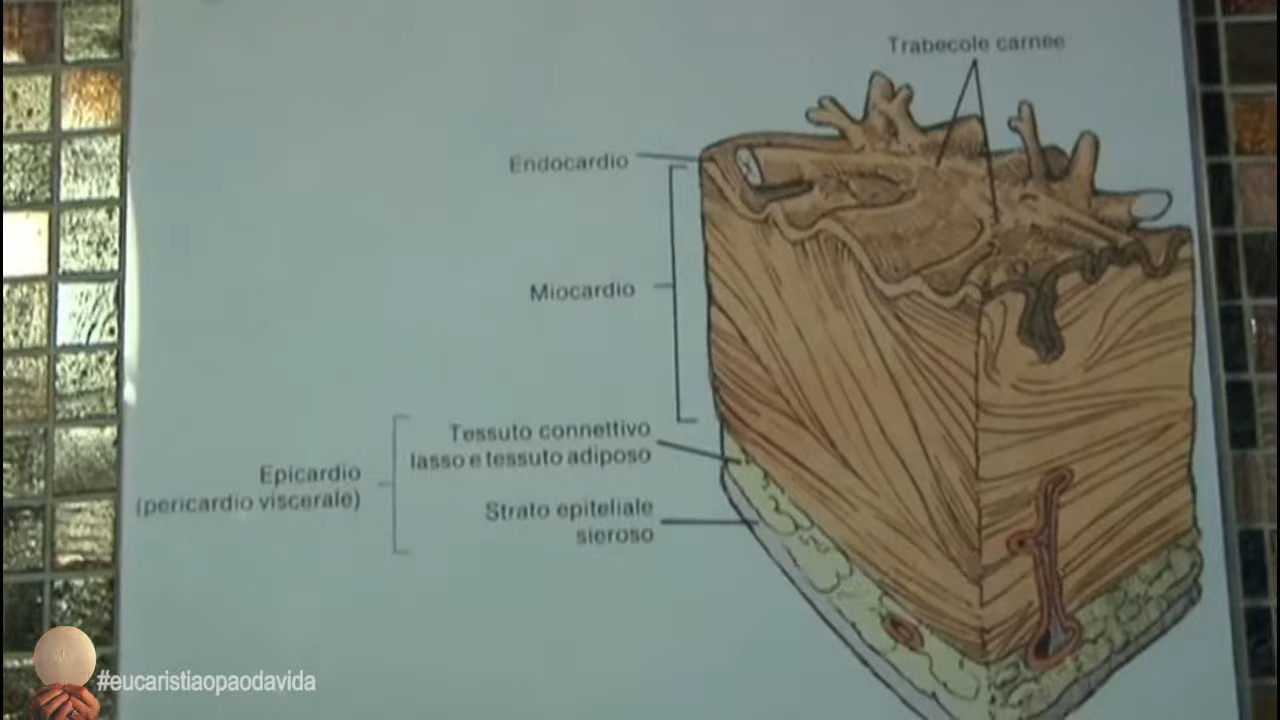 Trabecole carnee
Endocardio
Miocardio
Tessuto connettivo
lasso e tessuto adiposo
Epicardio
(pericardio viscerale)
Strato epiteliale
sieroso
#eucaristiaopaodavida